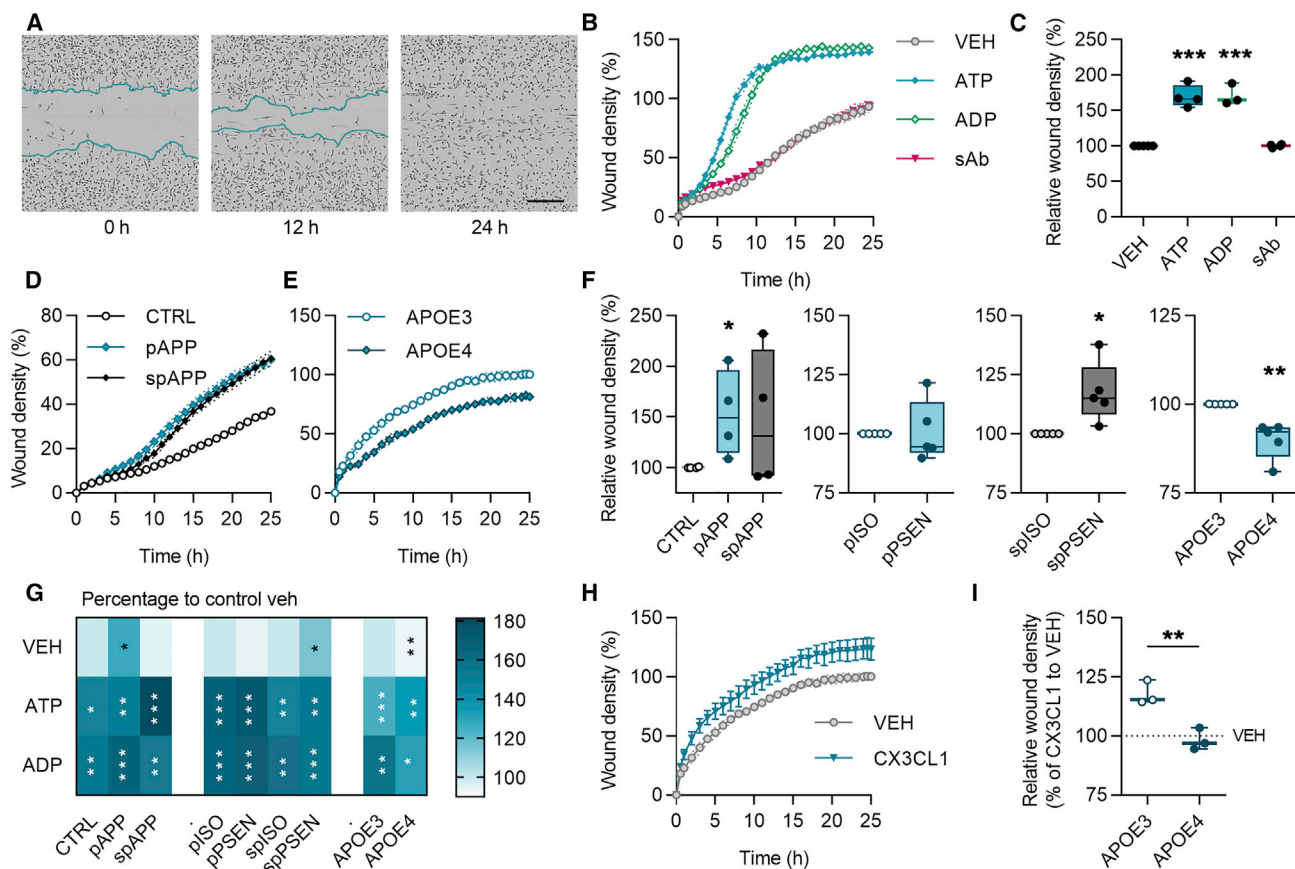 A
0 h
12 h
24 h
B
Wound density (%)
150
100
50
0
0 5 10 15 20 25
Time (h)
VEH
ATP
ADP
sAb
C
Relative wound density (%)
250
200
150
100
50
0
*** ***
VEH
ATP
ADP
sAb
D
Wound density (%)
80
60
40
20
0
0 5 10 15 20 25
Time (h)
CTRL
pAPP
spAPP
E
150
100
50
0
0 5 10 15 20 25
Time (h)
APOE3
APOE4
F
Relative wound density (%)
250
200
150
100
*
CTRL
pAPP
spAPP
150
125
100
75
pISO
pPSEN
150
125
100
75
*
spISO
spPSEN
125
100
75
**
APOE3
APOE4
G
Percentage to control veh
VEH
ATP
ADP
* * **
* ** *** *** *** ** *** *** **
** *** ** *** *** ** *** ** *
CTRL
pAPP
spAPP
pISO
pPSEN
spISO
spPSEN
APOE3
APOE4
180
160
140
120
100
H
Wound density (%)
150
100
50
0
0 5 10 15 20 25
Time (h)
VEH
CX3CL1
I
Relative wound density
(% of CX3CL1 to VEH)
150
125
100
75
**
VEH
APOE3
APOE4